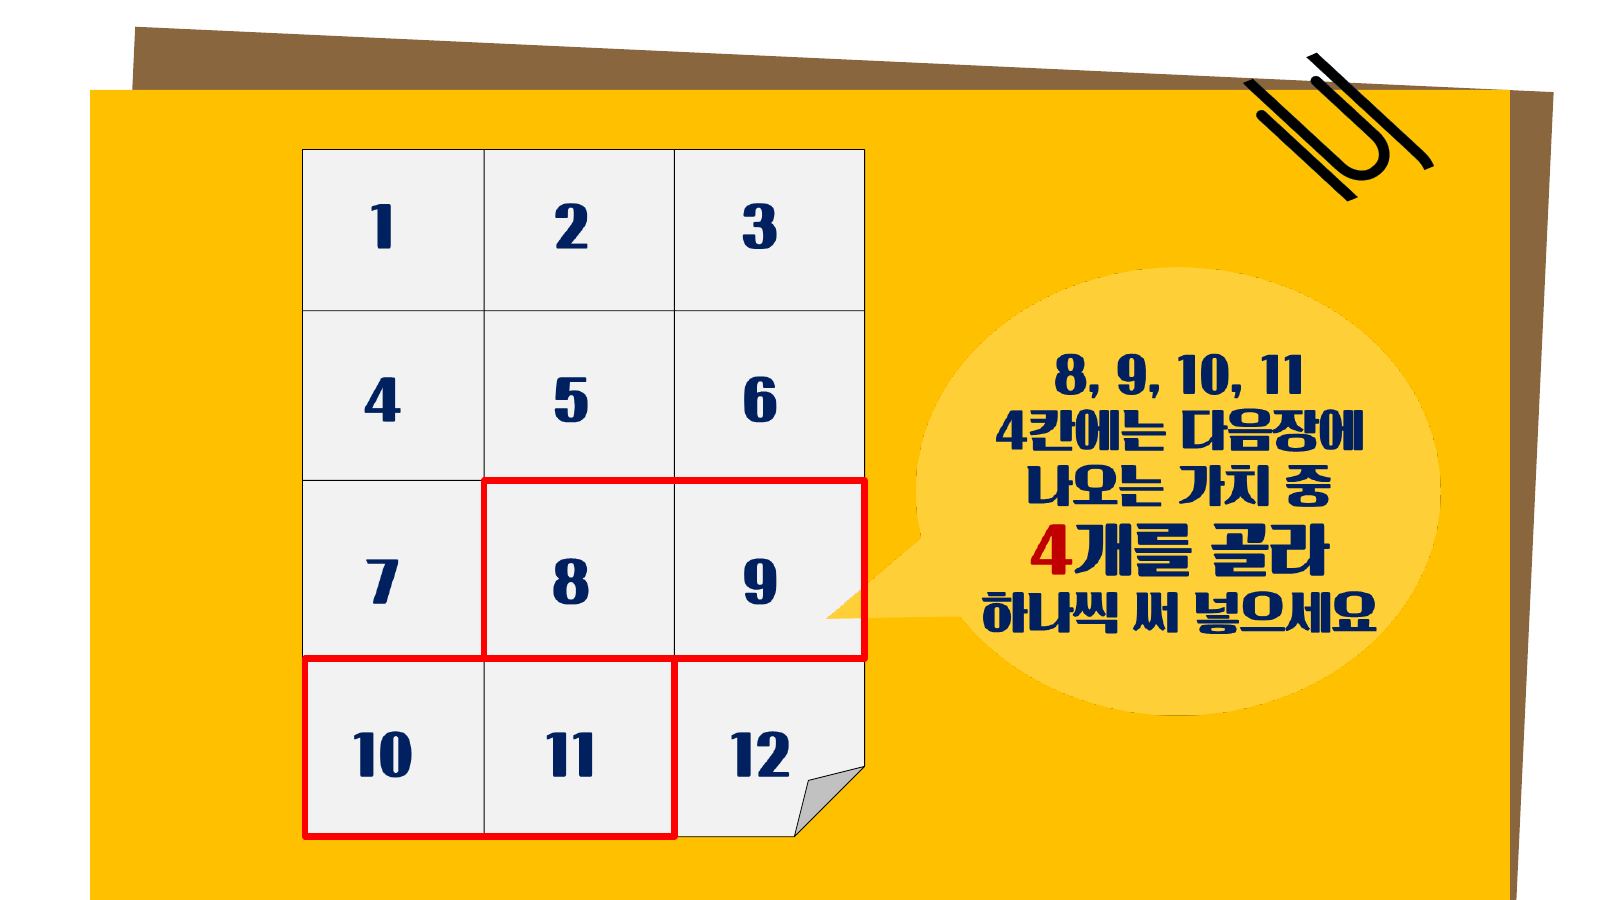 1 2 3
4 5 6
7 8 9
10 11 12
8, 9, 10, 11
4칸에는 다음장에
나오는 가치 중
4개를 골라
하나씩 써 넣으세요